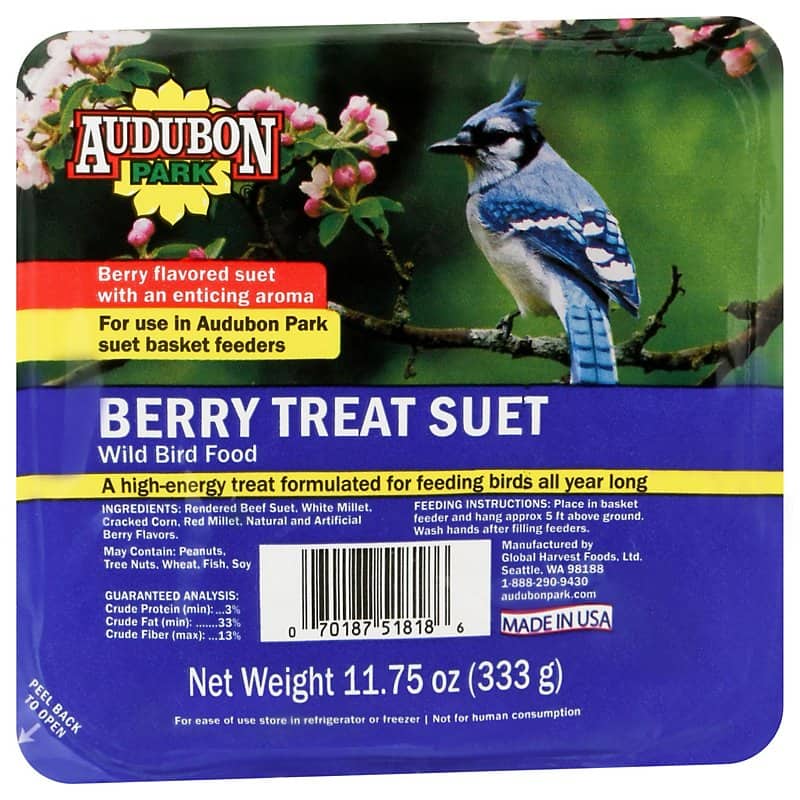 AUDUBON
PARK
®
Berry flavored suet
with an enticing aroma
For use in Audubon Park
suet basket feeders
BERRY TREAT SUET
Wild Bird Food
A high-energy treat formulated for feeding birds all year long
INGREDIENTS: Rendered Beef Suet, White Millet,
Cracked Corn, Red Millet, Natural and Artificial
Berry Flavors.
May Contain: Peanuts,
Tree Nuts, Wheat, Fish, Soy
GUARANTEED ANALYSIS:
Crude Protein (min): ...3%
Crude Fat (min): ......33%
Crude Fiber (max): ...13%
FEEDING INSTRUCTIONS: Place in basket
feeder and hang approx 5 ft above ground.
Wash hands after filling feeders.
Manufactured by
Global Harvest Foods, Ltd.
Seattle, WA 98188
1-888-290-9430
audubonpark.com
MADE IN USA
0 70187 51818 6
Net Weight 11.75 oz (333 g)
For ease of use store in refrigerator or freezer | Not for human consumption
PEEL BACK
TO OPEN